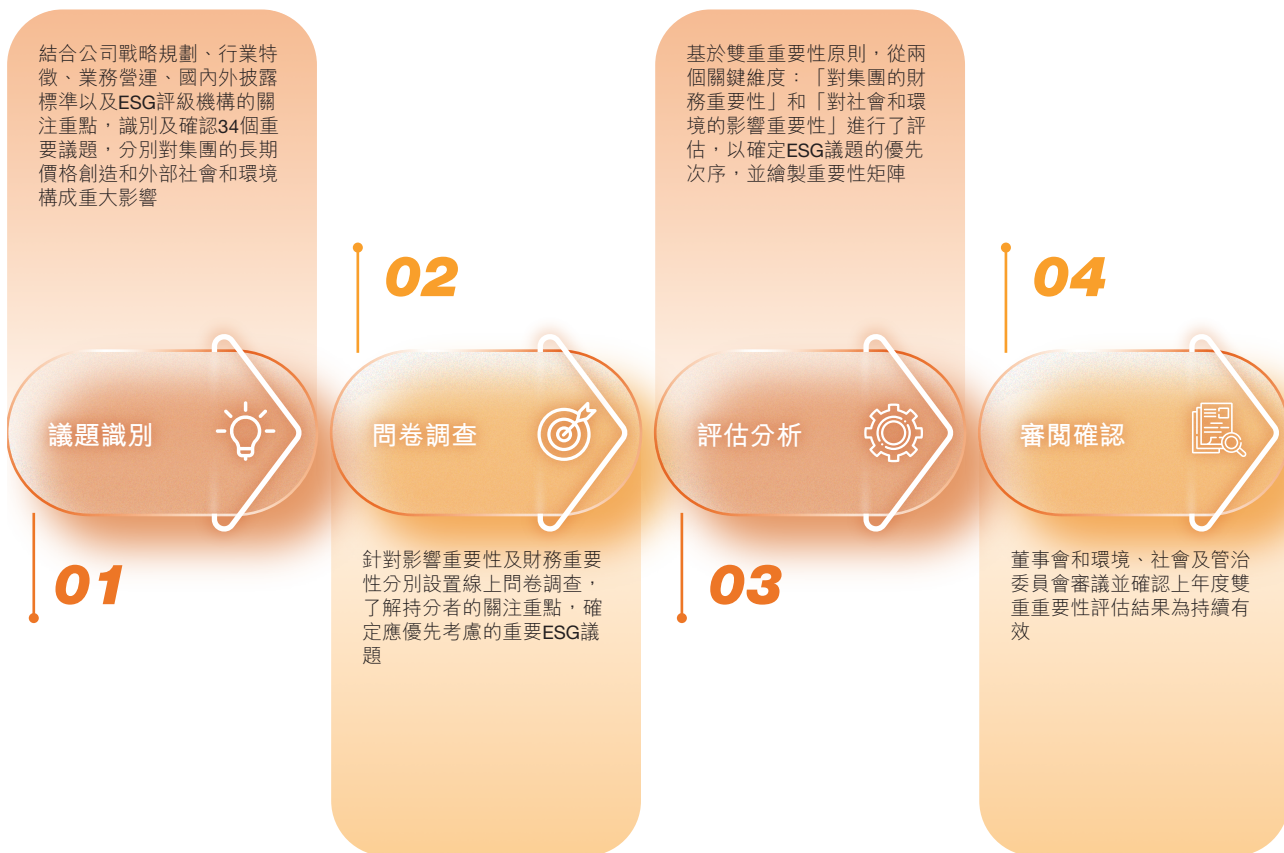 結合公司戰略規劃、行業特
徵、業務營運、國內外披露
標準以及ESG評級機構的關
注重點，識別及確認34個重
要議題，分別對集團的長期
價格創造和外部社會和環境
構成重大影響
議題識別
01
02
問卷調查
針對影響重要性及財務重要
性分別設置線上問卷調查，
了解持分者的關注重點，確
定應優先考慮的重要ESG議
題
基於雙重重要性原則，從兩
個關鍵維度：「對集團的財
務重要性」和「對社會和環
境的影響重要性」進行了評
估，以確定ESG議題的優先
次序，並繪製重要性矩陣
評估分析
03
04
審閱確認
董事會和環境、社會及管治
委員會審議並確認上年度雙
重重要性評估結果為持續有
效